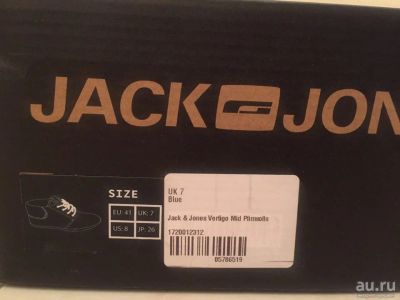 JACK JON
SIZE
EU: 41 UK: 7
US: 8 JP: 26
UK 7
Blue
Jack & Jones Vertigo Mid Plimsolls
1720012312
05786519
au.ru